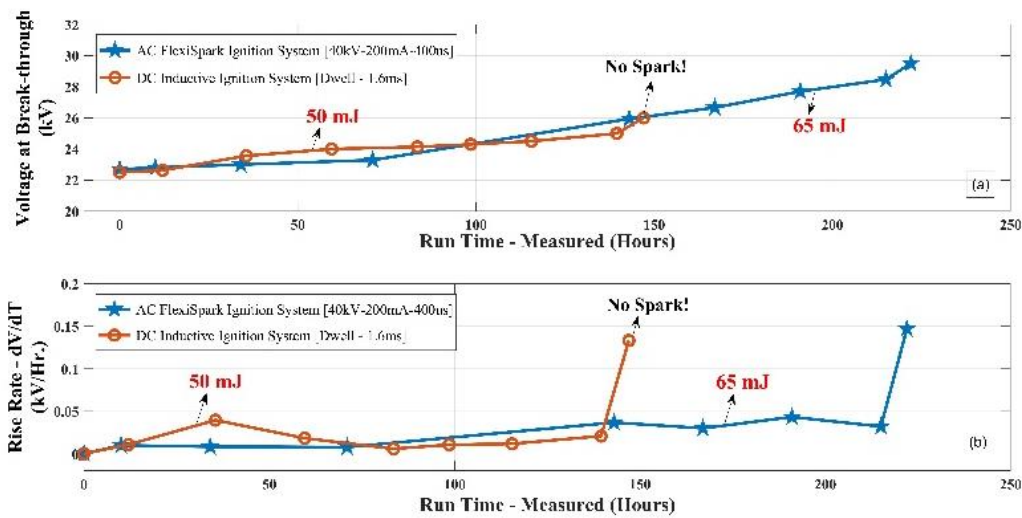 32
30
28
26
24
22
20
Voltage at Break-through
(kV)
AC FlexiSpark Ignition System [40kV-200mA-400us]
DC Inductive Ignition System [Dwell - 1.6ms]
50 mJ
No Spark!
65 mJ
(a)
0 50 100 150 200 250
Run Time - Measured (Hours)
0.2
0.15
0.1
0.05
0
Rise Rate - dV/dT
(kV/Hr.)
AC FlexiSpark Ignition System [40kV-200mA-400us]
DC Inductive Ignition System [Dwell - 1.6ms]
50 mJ
No Spark!
65 mJ
(b)
0 50 100 150 200 250
Run Time - Measured (Hours)